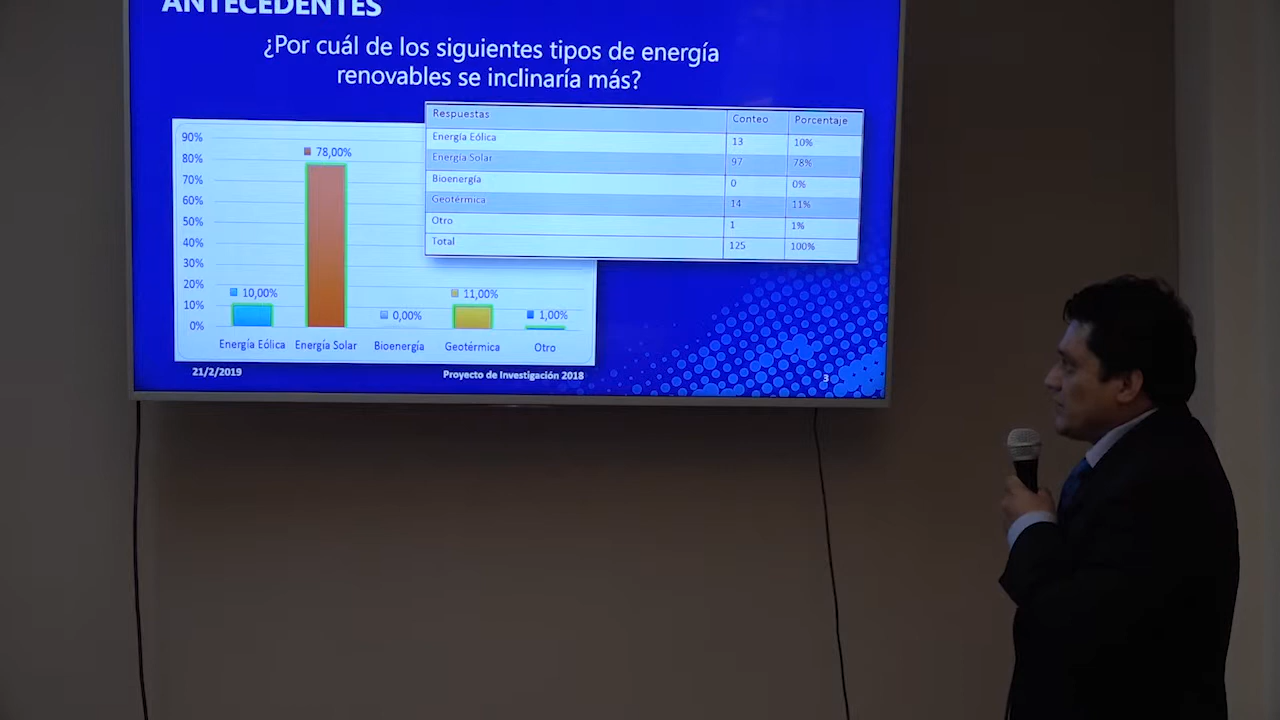 ANTECEDENTES
¿Por cuál de los siguientes tipos de energía
renovables se inclinaría más?
Respuestas Conteo Porcentaje
Energía Eólica 13 10%
Energía Solar 97 78%
Bioenergía 0 0%
Geotérmica 14 11%
Otro 1 1%
Total 125 100%
90%
80%
70%
60%
50%
40%
30%
20%
10%
0%
10,00%
78,00%
0,00%
11,00%
1,00%
Energía Eólica Energía Solar Bioenergía Geotérmica Otro
21/2/2019 Proyecto de Investigación 2018 3